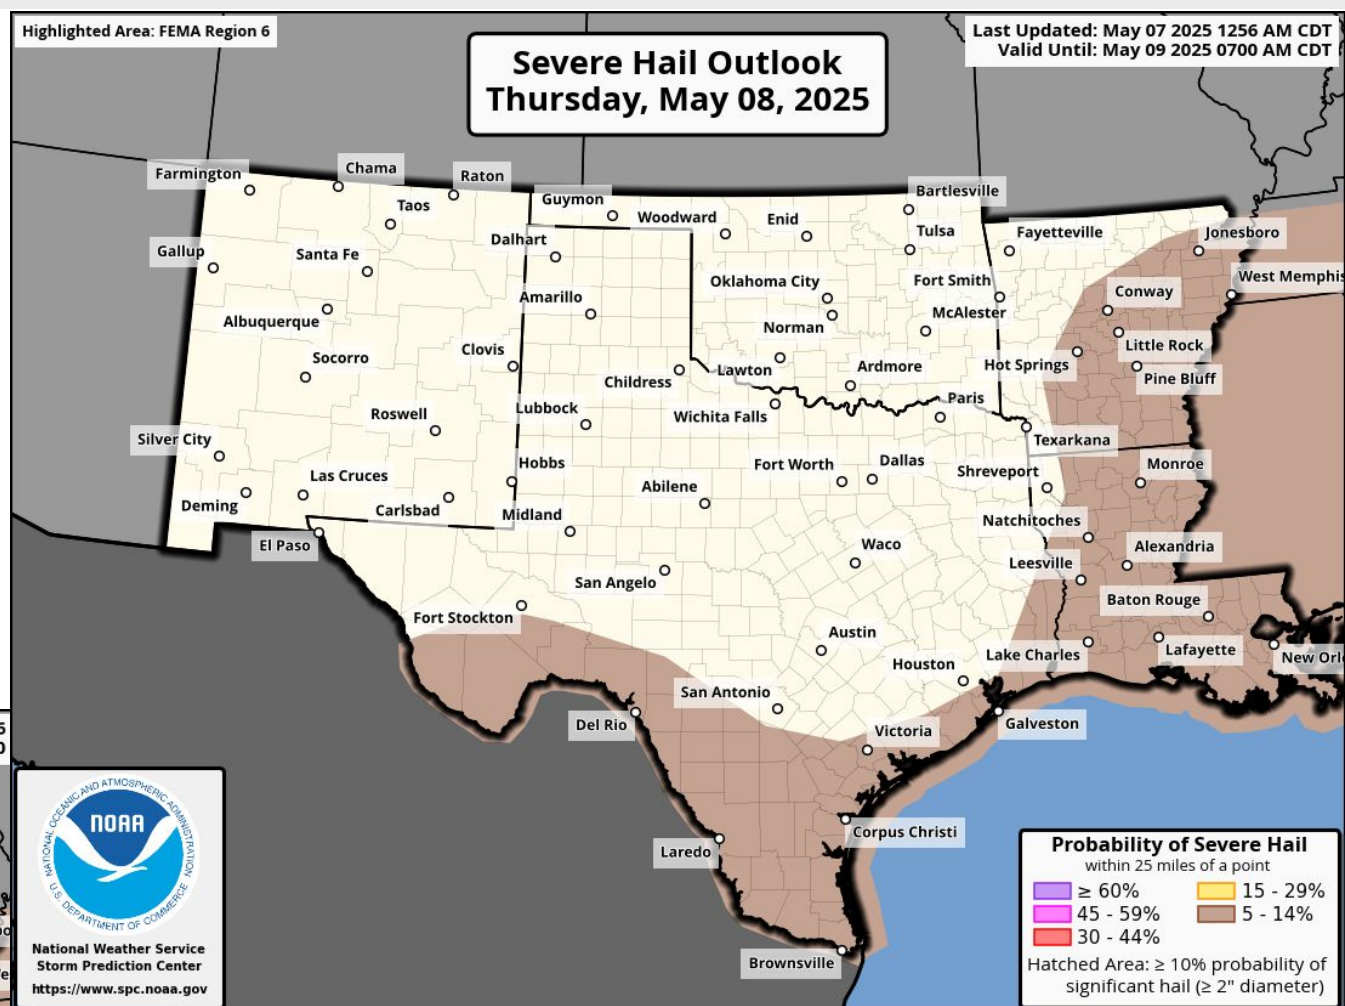 Highlighted Area: FEMA Region 6
Last Updated: May 07 2025 1256 AM CDT
Valid Until: May 09 2025 0700 AM CDT
Severe Hail Outlook
Thursday, May 08, 2025
Farmington
Chama
Raton
Guymon
Bartlesville
Taos
Woodward
Enid
Tulsa
Fayetteville
Jonesboro
Gallup
Santa Fe
Dalhart
Oklahoma City
Fort Smith
West Memphis
Amarillo
Conway
Albuquerque
Norman
McAlester
Little Rock
Socorro
Clovis
Childress
Lawton
Ardmore
Hot Springs
Pine Bluff
Roswell
Lubbock
Wichita Falls
Paris
Silver City
Texarkana
Las Cruces
Hobbs
Fort Worth
Dallas
Shreveport
Monroe
Deming
Carlsbad
Midland
Abilene
Natchitoches
El Paso
San Angelo
Waco
Leesville
Alexandria
Fort Stockton
Austin
Baton Rouge
Houston
Lake Charles
Lafayette
New Orl
San Antonio
Del Rio
Victoria
Galveston
Laredo
Corpus Christi
Brownsville
6
0
NATIONAL OCEANIC AND ATMOSPHERIC ADMINISTRATION
NOAA
U.S. DEPARTMENT OF COMMERCE
National Weather Service
Storm Prediction Center
https://www.spc.noaa.gov
Probability of Severe Hail
within 25 miles of a point
≥ 60% 15 - 29%
45 - 59% 5 - 14%
30 - 44%
Hatched Area: ≥ 10% probability of
significant hail (≥ 2" diameter)